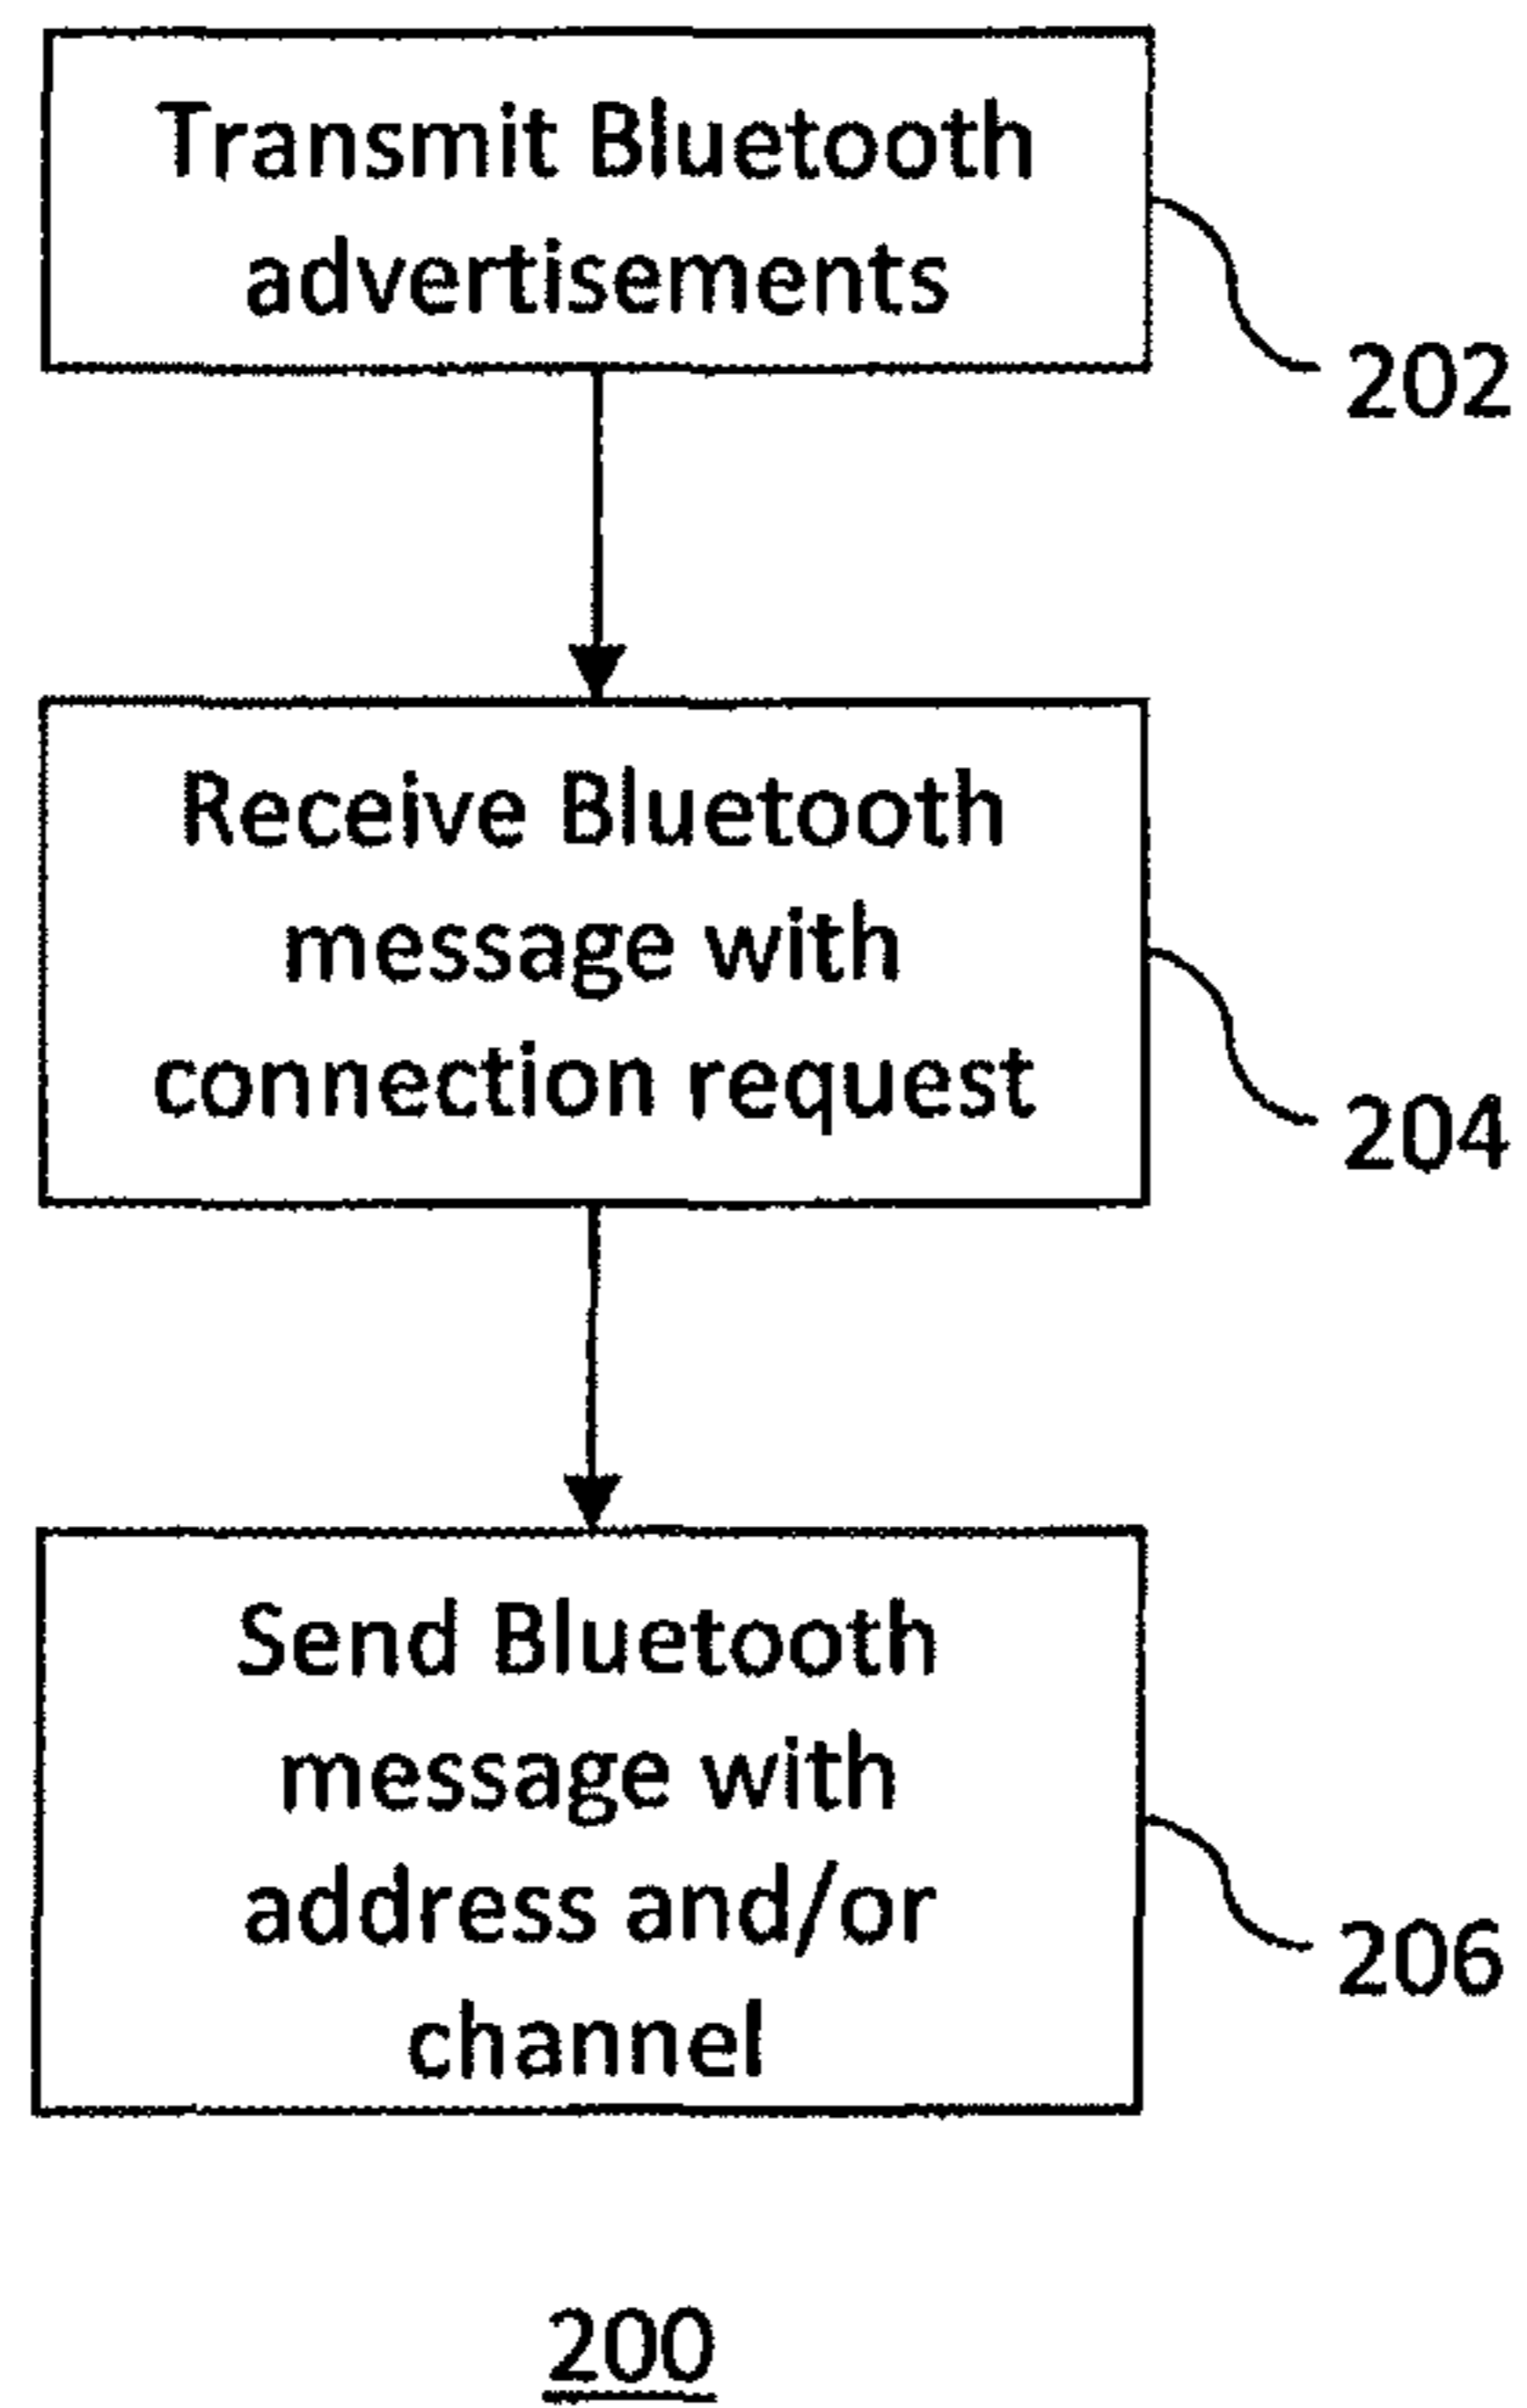 Transmit Bluetooth
advertisements
202
Receive Bluetooth
message with
connection request
204
Send Bluetooth
message with
address and/or
channel
206
200